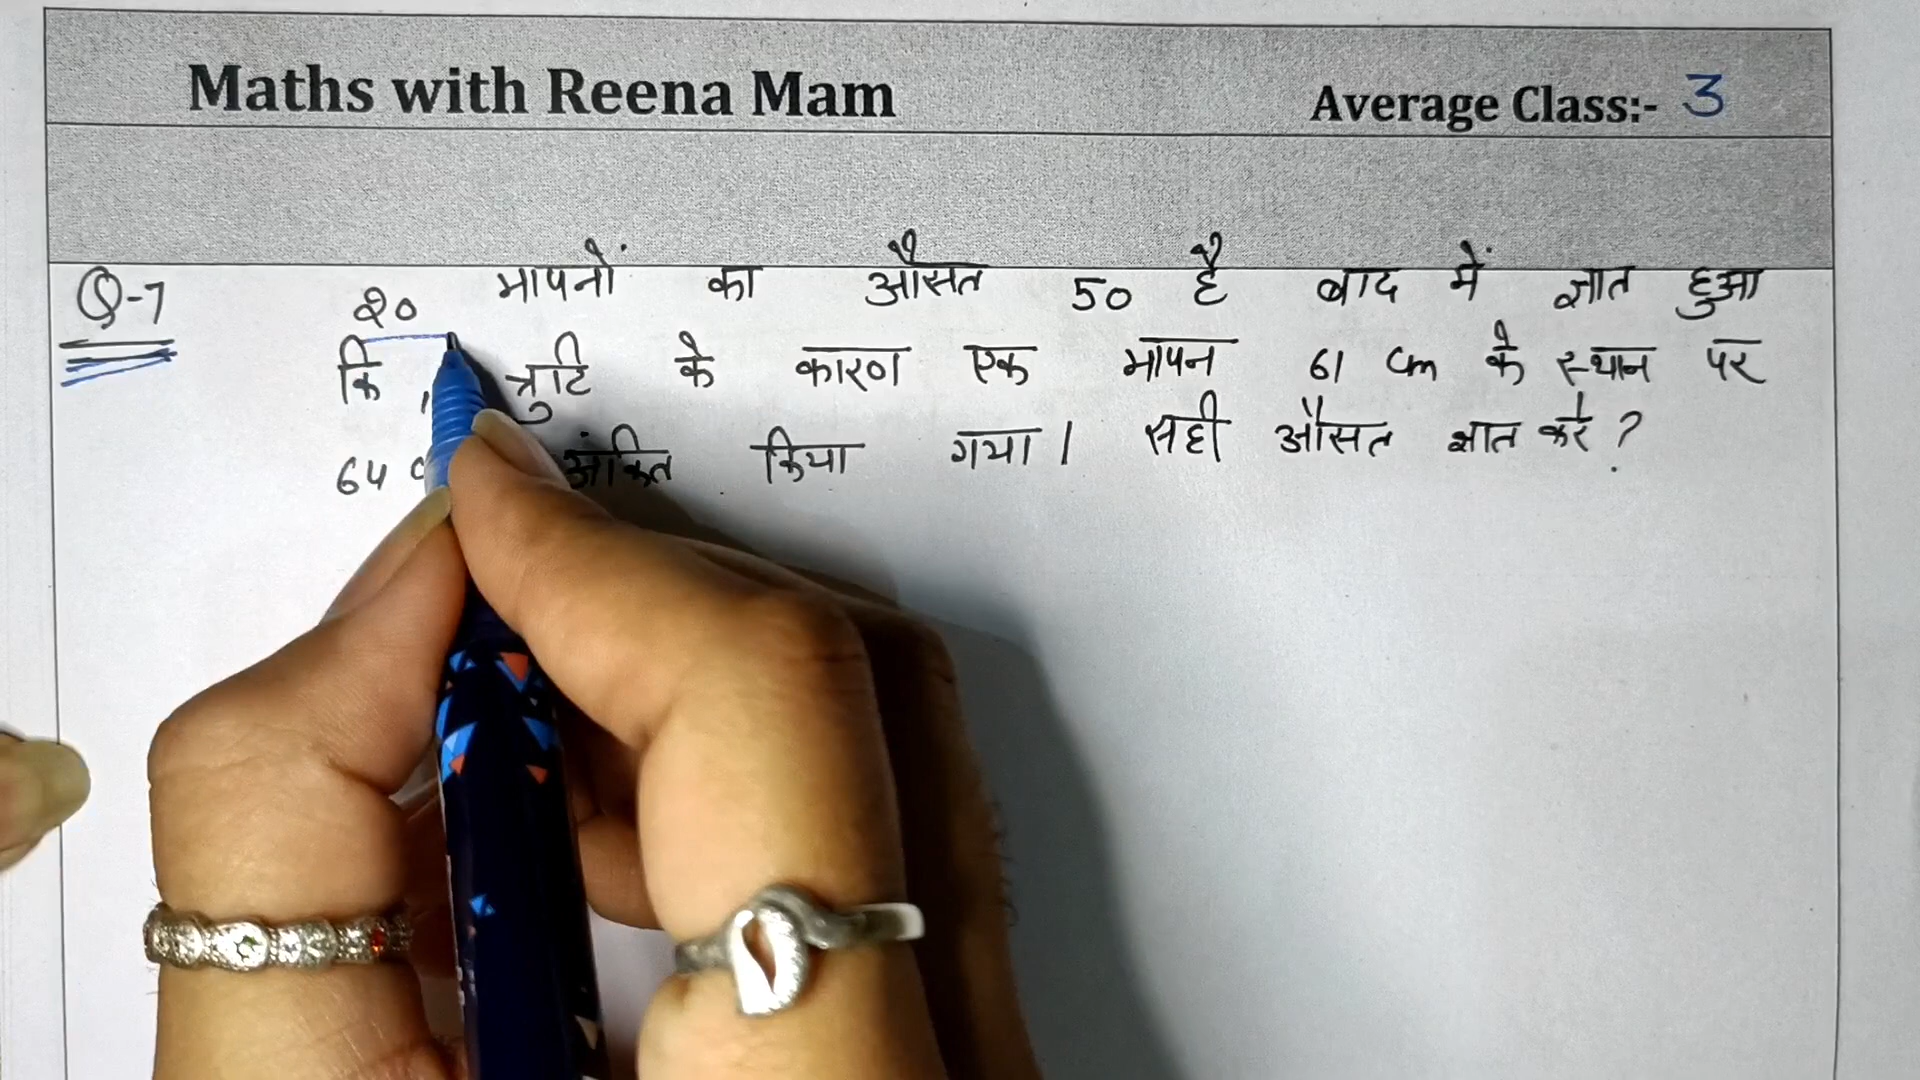 Maths with Reena Mam
Average Class:- 3
Q-7 20 मापनों का औसत 50 है बाद में ज्ञात हुआ
कि त्रुटि के कारण एक मापन 61 cm के स्थान पर
64 अंकित किया गया। सही औसत ज्ञात करे ?